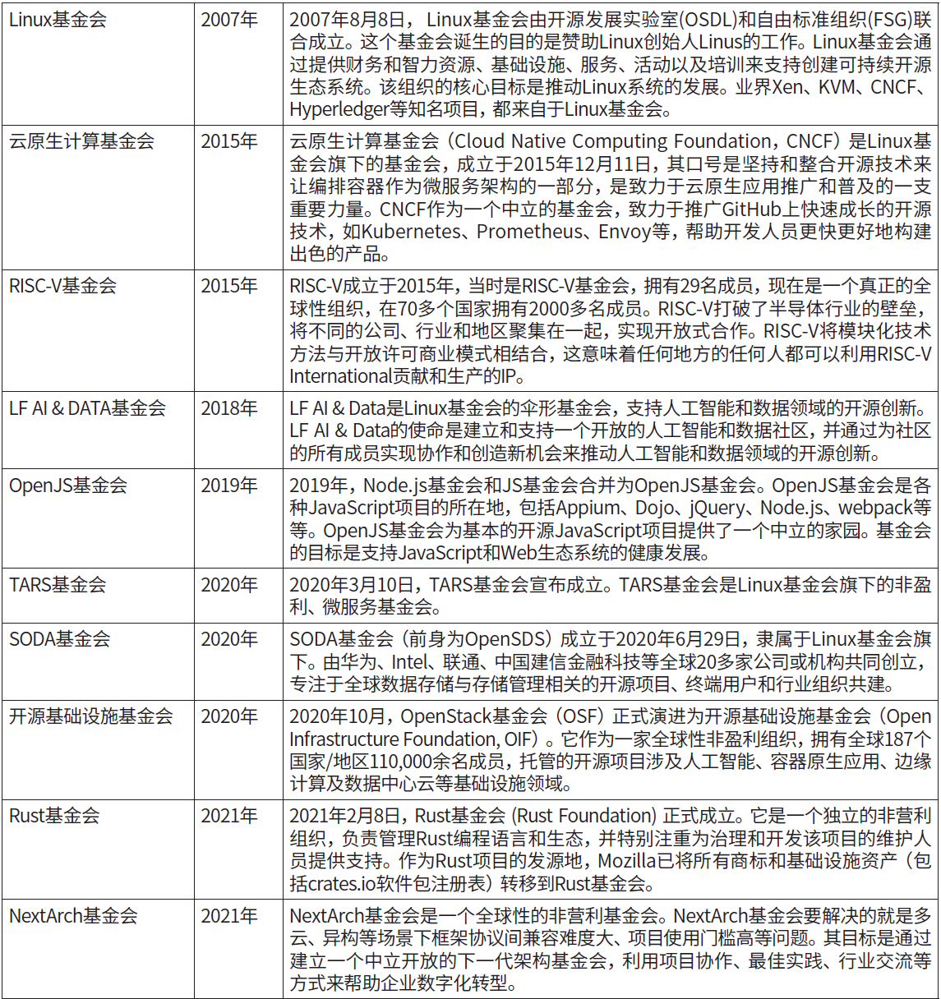 Linux基金会
2007年
2007年8月8日， Linux基金会由开源发展实验室(OSDL)和自由标准组织(FSG)联
合成立。这个基金会诞生的目的是赞助Linux创始人Linus的工作。Linux基金会通
过提供财务和智力资源、基础设施、服务、活动以及培训来支持创建可持续开源
生态系统。该组织的核心目标是推动Linux系统的发展。业界Xen、KVM、CNCF、
Hyperledger等知名项目，都来自于Linux基金会。
云原生计算基金会
2015年
云原生计算基金会（Cloud Native Computing Foundation，CNCF）是Linux基
金会旗下的基金会，成立于2015年12月11日，其口号是坚持和整合开源技术来
让编排容器作为微服务架构的一部分，是致力于云原生应用推广和普及的一支
重要力量。CNCF作为一个中立的基金会，致力于推广GitHub上快速成长的开源
技术，如Kubernetes、Prometheus、Envoy等，帮助开发人员更快更好地构建
出色的产品。
RISC-V基金会
2015年
RISC-V成立于2015年，当时是RISC-V基金会，拥有29名成员，现在是一个真正的全
球性组织，在70多个国家拥有2000多名成员。RISC-V打破了半导体行业的壁垒，
将不同的公司、行业和地区聚集在一起，实现开放式合作。RISC-V将模块化技术
方法与开放许可商业模式相结合，这意味着任何地方的任何人都可以利用RISC-V
International贡献和生产的IP。
LF AI & DATA基金会
2018年
LF AI & Data是Linux基金会的伞形基金会，支持人工智能和数据领域的开源创新。
LF AI & Data的使命是建立和支持一个开放的人工智能和数据社区，并通过为社区
的所有成员实现协作和创造新机会来推动人工智能和数据领域的开源创新。
OpenJS基金会
2019年
2019年，Node.js基金会和JS基金会合并为OpenJS基金会。OpenJS基金会是各
种JavaScript项目的所在地，包括Appium、Dojo、jQuery、Node.js、webpack等
等。OpenJS基金会为基本的开源JavaScript项目提供了一个中立的家园。基金会
的目标是支持JavaScript和Web生态系统的健康发展。
TARS基金会
2020年
2020年3月10日，TARS基金会宣布成立。TARS基金会是Linux基金会旗下的非盈
利、微服务基金会。
SODA基金会
2020年
SODA基金会（前身为OpenSDS）成立于2020年6月29日，隶属于Linux基金会旗
下。由华为、Intel、联通、中国建信金融科技等全球20多家公司或机构共同创立，
专注于全球数据存储与存储管理相关的开源项目、终端用户和行业组织共建。
开源基础设施基金会
2020年
2020年10月，OpenStack基金会（OSF）正式演进为开源基础设施基金会（Open
Infrastructure Foundation, OIF）。它作为一家全球性非盈利组织，拥有全球187个
国家/地区110,000余名成员，托管的开源项目涉及人工智能、容器原生应用、边缘
计算及数据中心云等基础设施领域。
Rust基金会
2021年
2021年2月8日，Rust基金会 (Rust Foundation) 正式成立。它是一个独立的非营利
组织，负责管理Rust编程语言和生态，并特别注重为治理和开发该项目的维护人
员提供支持。作为Rust项目的发源地，Mozilla已将所有商标和基础设施资产（包
括crates.io软件包注册表）转移到Rust基金会。
NextArch基金会
2021年
NextArch基金会是一个全球性的非营利基金会。NextArch基金会要解决的就是多
云、异构等场景下框架协议间兼容难度大、项目使用门槛高等问题。其目标是通过
建立一个中立开放的下一代架构基金会，利用项目协作、最佳实践、行业交流等
方式来帮助企业数字化转型。